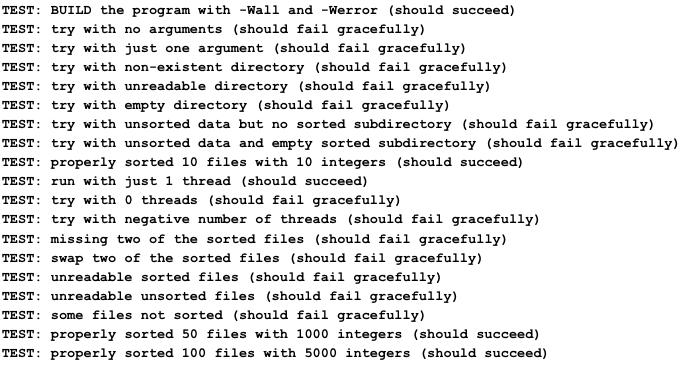 TEST: BUILD the program with -Wall and -Werror (should succeed)
TEST: try with no arguments (should fail gracefully)
TEST: try with just one argument (should fail gracefully)
TEST: try with non-existent directory (should fail gracefully)
TEST: try with unreadable directory (should fail gracefully)
TEST: try with empty directory (should fail gracefully)
TEST: try with unsorted data but no sorted subdirectory (should fail gracefully)
TEST: try with unsorted data and empty sorted subdirectory (should fail gracefully)
TEST: properly sorted 10 files with 10 integers (should succeed)
TEST: run with just 1 thread (should succeed)
TEST: try with 0 threads (should fail gracefully)
TEST: try with negative number of threads (should fail gracefully)
TEST: missing two of the sorted files (should fail gracefully)
TEST: swap two of the sorted files (should fail gracefully)
TEST: unreadable sorted files (should fail gracefully)
TEST: unreadable unsorted files (should fail gracefully)
TEST: some files not sorted (should fail gracefully)
TEST: properly sorted 50 files with 1000 integers (should succeed)
TEST: properly sorted 100 files with 5000 integers (should succeed)